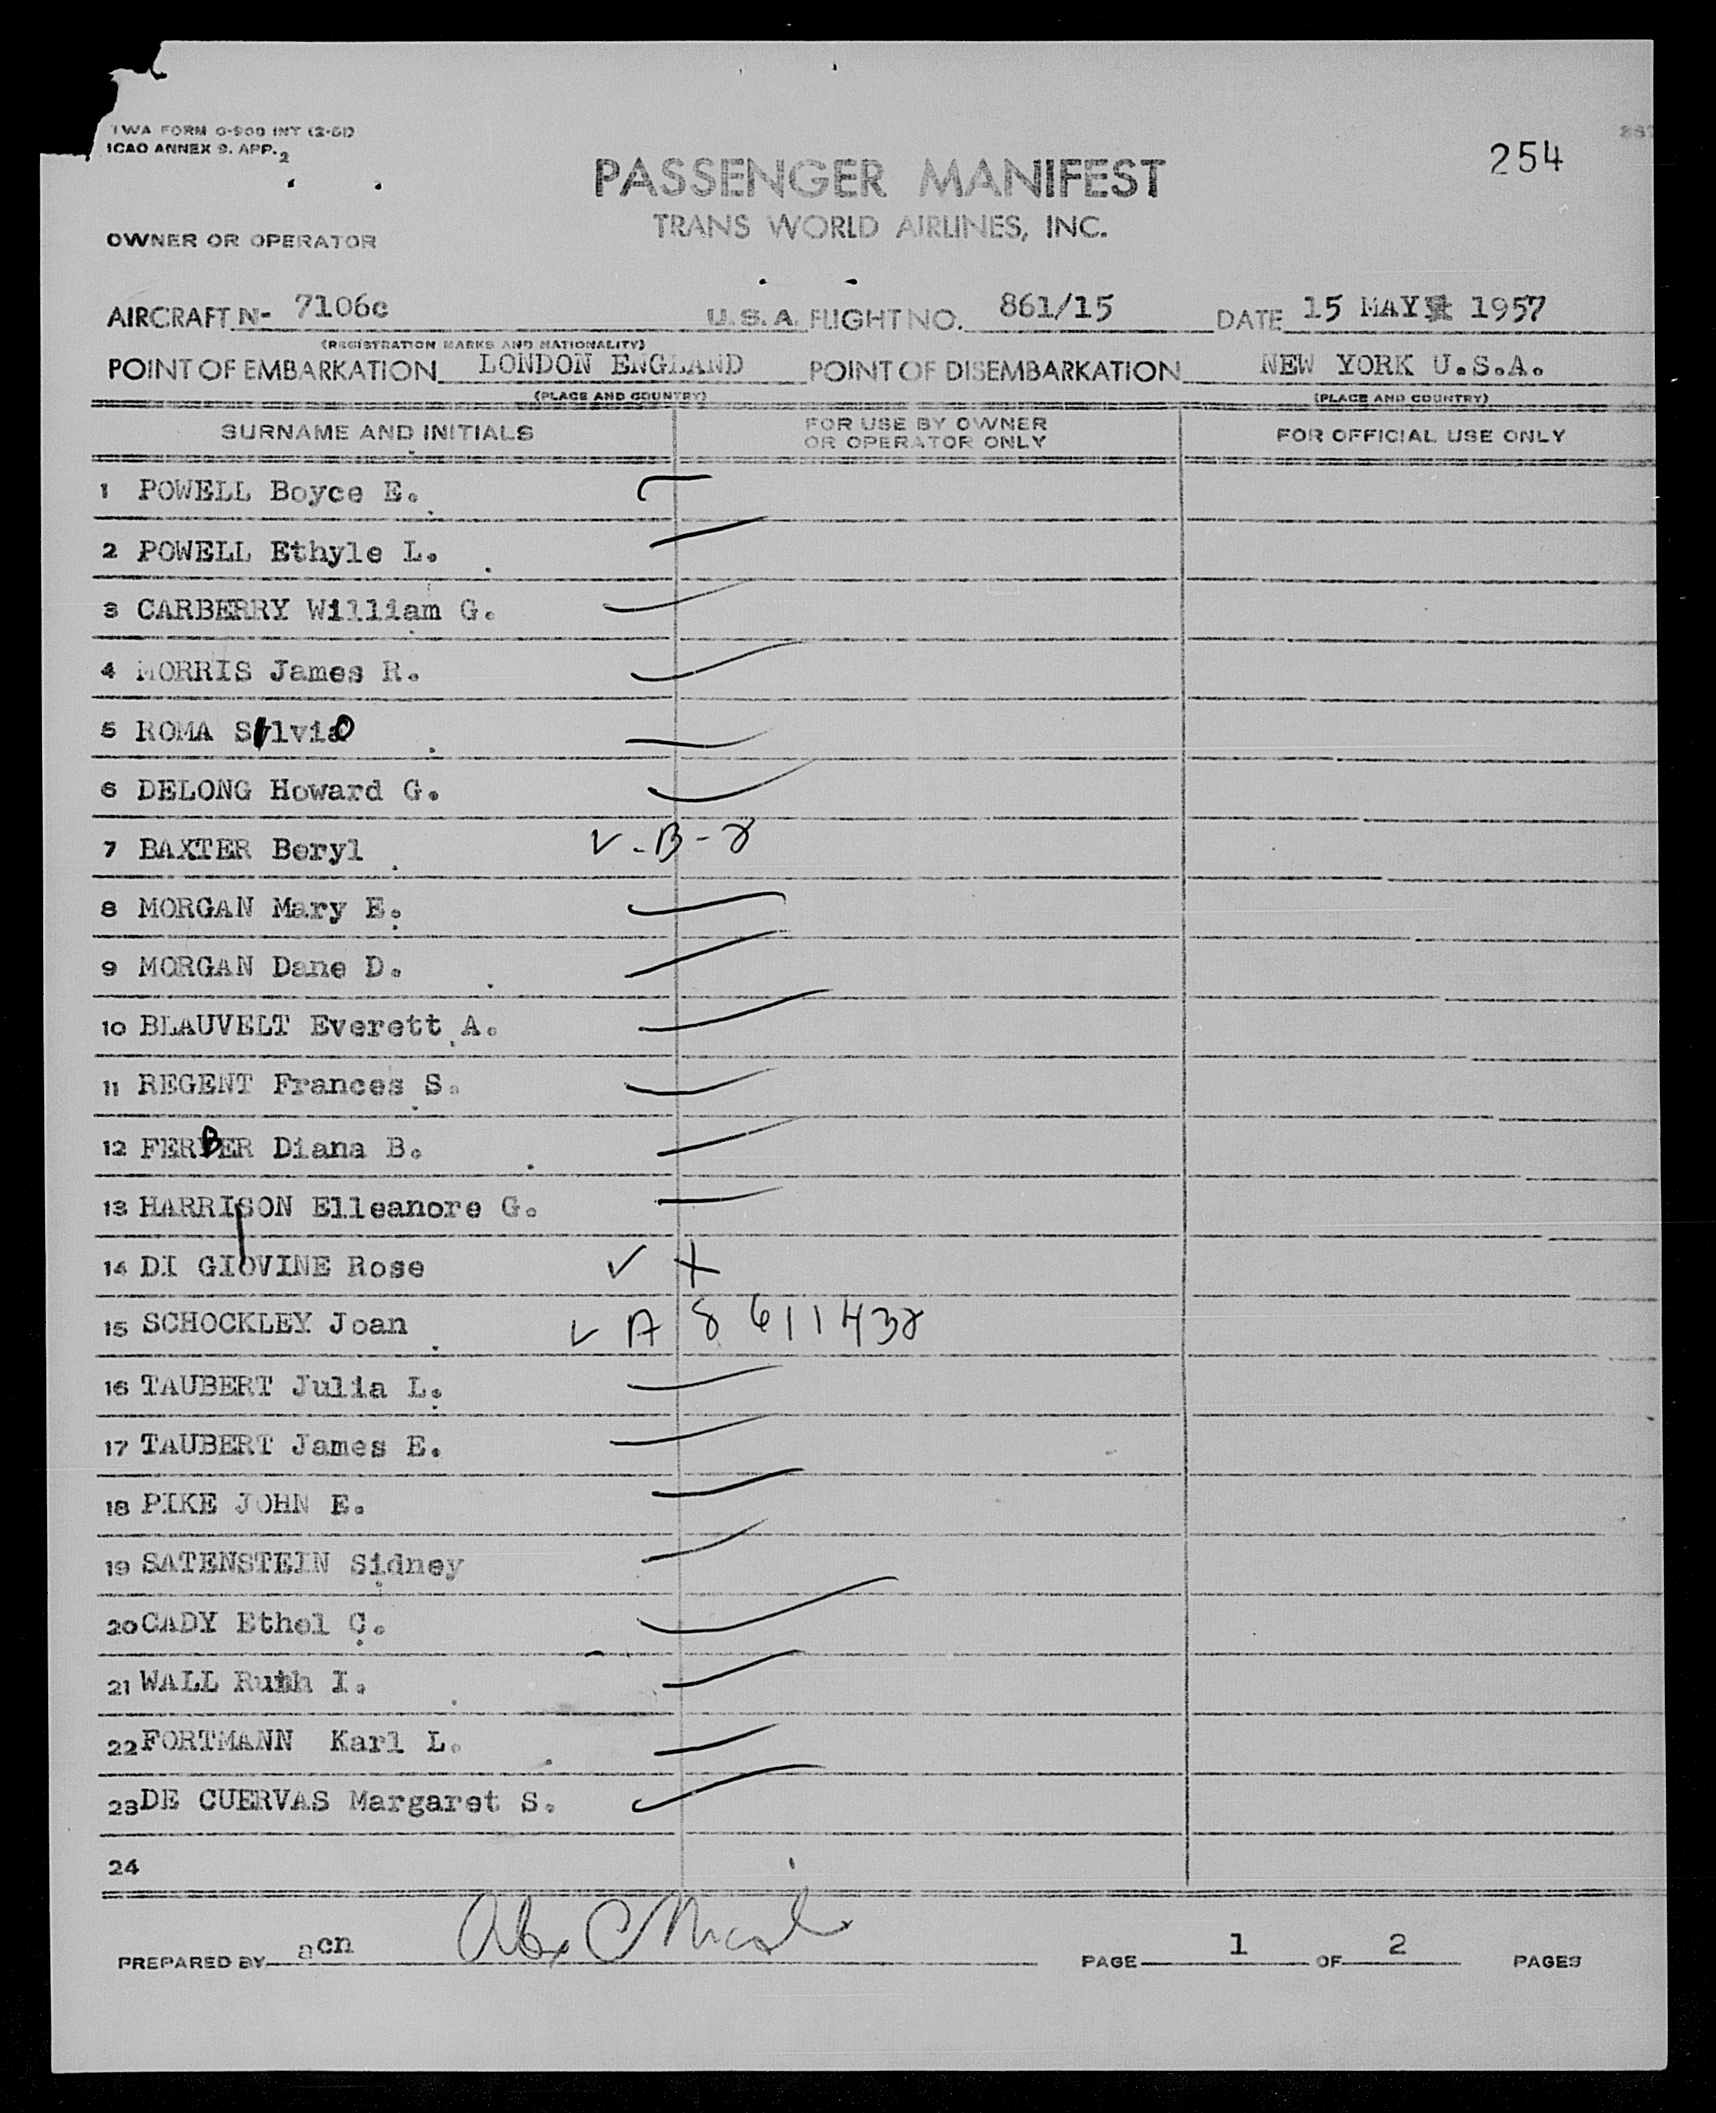 TWA FORM O-900 INT (2-51)
ICAO ANNEX 9. APP. 2
254
PASSENGER MANIFEST
TRANS WORLD AIRLINES, INC.
OWNER OR OPERATOR
AIRCRAFT N- 7106c U.S.A. FLIGHT NO. 861/15 DATE 15 MAY 1957
(REGISTRATION MARKS AND NATIONALITY)
POINT OF EMBARKATION LONDON ENGLAND POINT OF DISEMBARKATION NEW YORK U.S.A.
(PLACE AND COUNTRY) (PLACE AND COUNTRY)
SURNAME AND INITIALS FOR USE BY OWNER OR OPERATOR ONLY FOR OFFICIAL USE ONLY
1 POWELL Boyce E.
2 POWELL Ethyle L.
3 CARBERRY William G.
4 MORRIS James R.
5 ROMA Silvio
6 DELONG Howard G.
7 BAXTER Beryl ✓ - B - 2
8 MORGAN Mary E.
9 MORGAN Dane D.
10 BLAUVELT Everett A.
11 REGENT Frances S.
12 FERBER Diana B.
13 HARRISON Elleanore G.
14 DI GIOVINE Rose ✓ X
15 SCHOCKLEY Joan ✓ A 8 611438
16 TAUBERT Julia L.
17 TAUBERT James E.
18 PIKE JOHN E.
19 SATENSTEIN Sidney
20 CADY Ethel C.
21 WALL Ruth I.
22 FORTMANN Karl L.
23 DE CUERVAS Margaret S.
24
PREPARED BY acn PAGE 1 OF 2 PAGES